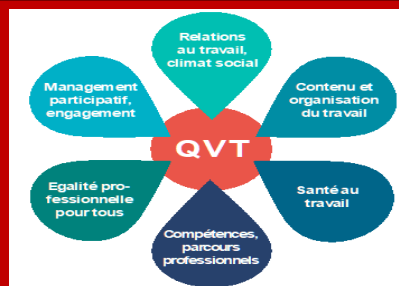 Relations
au travail,
climat social
Management
participatif,
engagement
Contenu et
organisation
du travail
QVT
Egalité pro-
fessionnelle
pour tous
Santé au
travail
Compétences,
parcours
professionnels